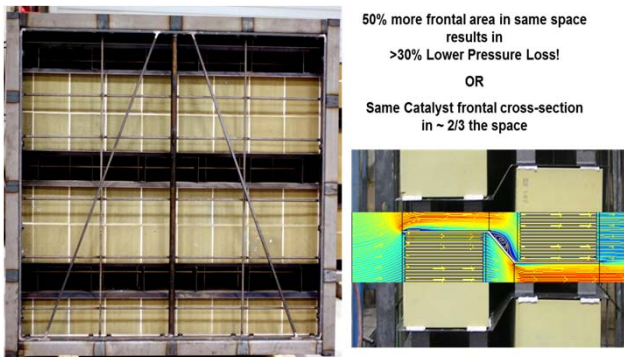 50% more frontal area in same space
results in
>30% Lower Pressure Loss!
OR
Same Catalyst frontal cross-section
in ~ 2/3 the space